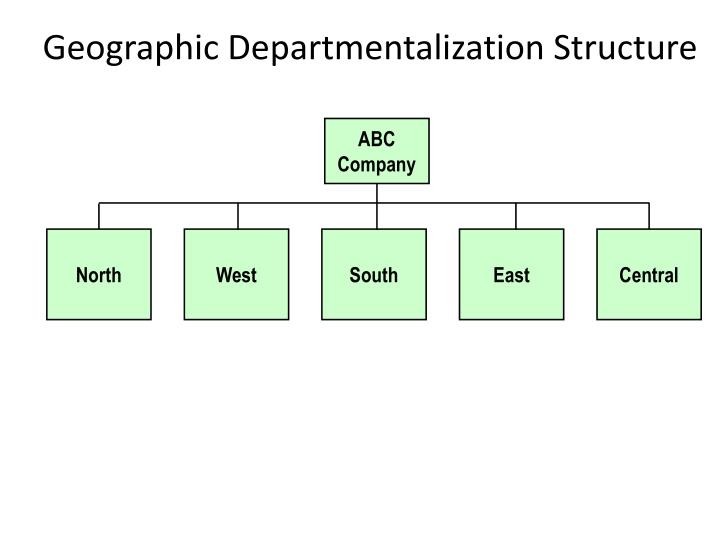 Geographic Departmentalization Structure
ABC
Company
North
West
South
East
Central